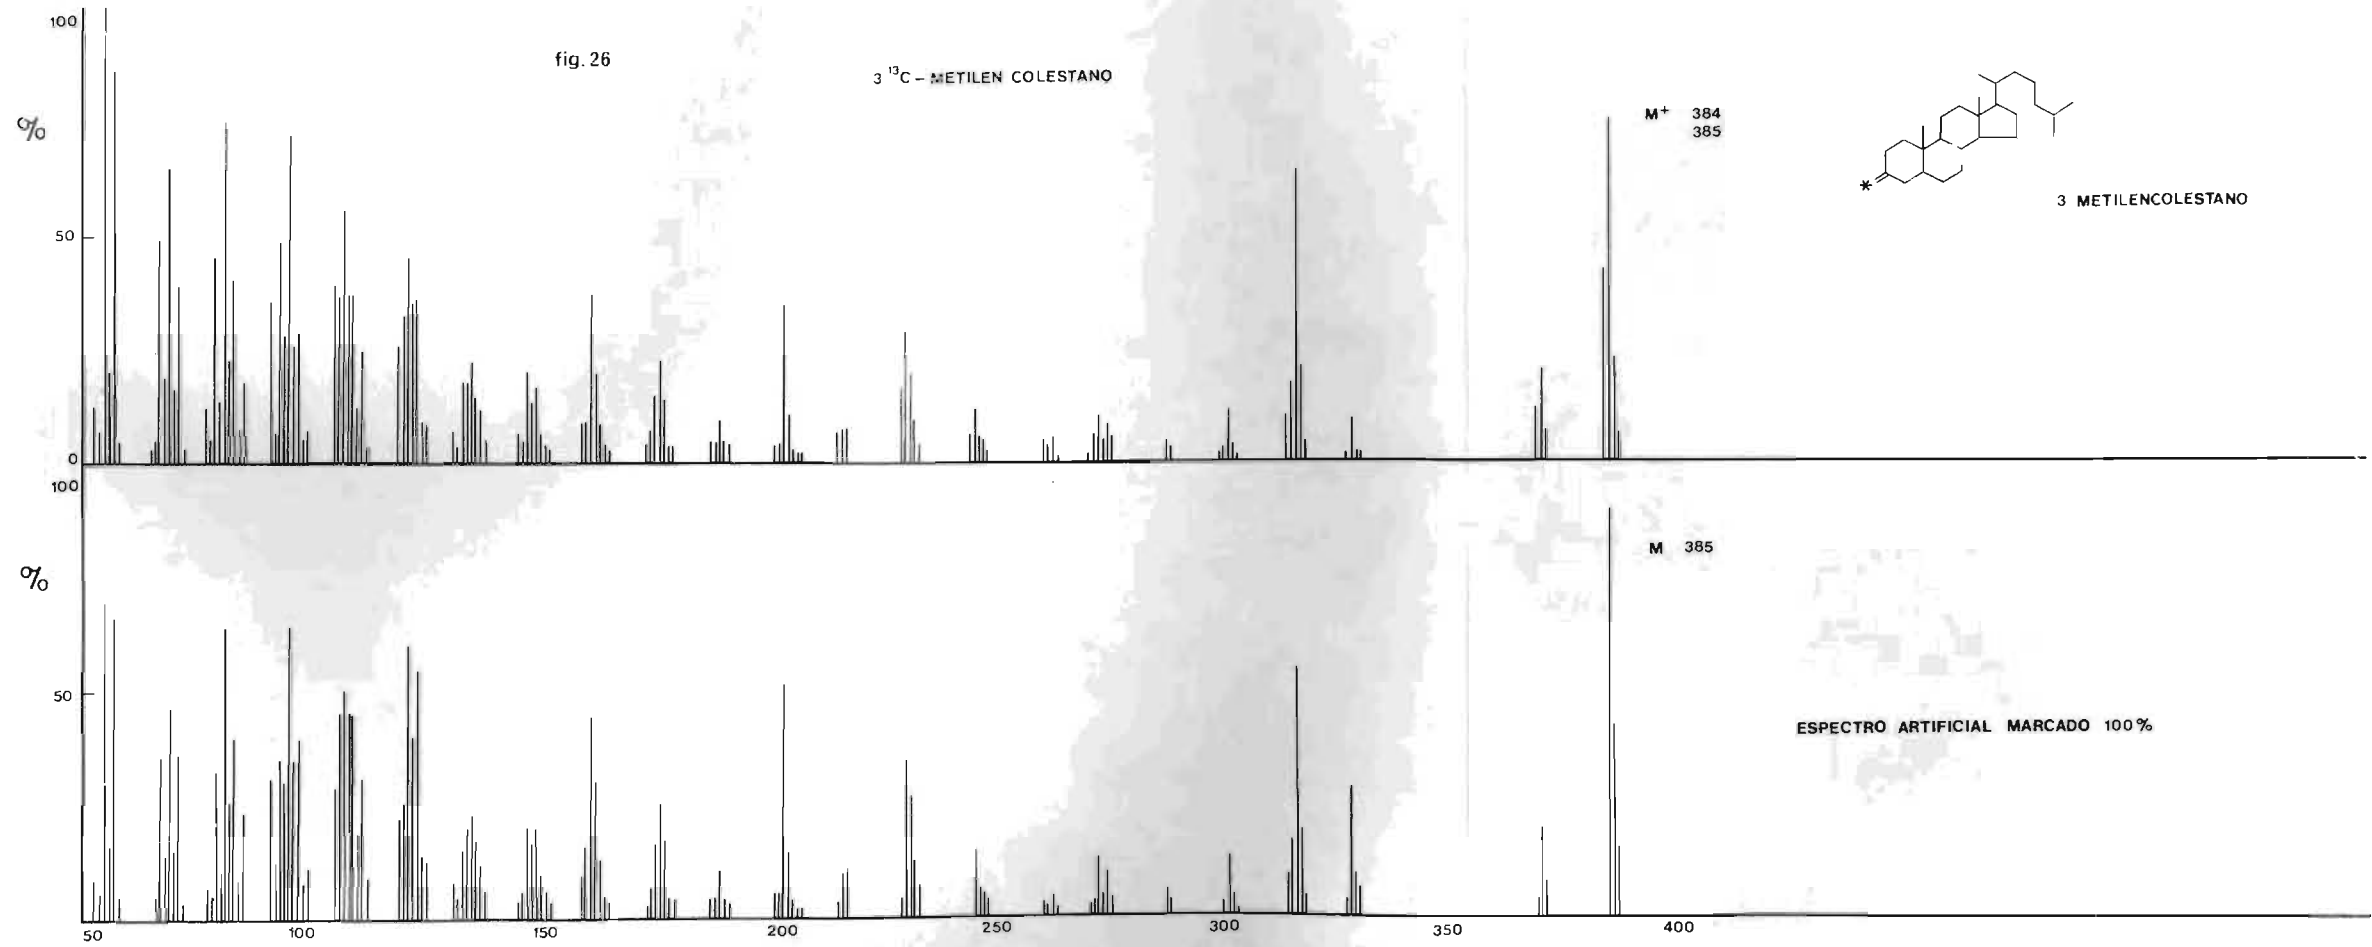 100
fig. 26
3 ¹³C – METILEN COLESTANO
%
M⁺ 384
385
*
3 METILENCOLESTANO
50
0
100
M 385
%
50
ESPECTRO ARTIFICIAL MARCADO 100%
50 100 150 200 250 300 350 400